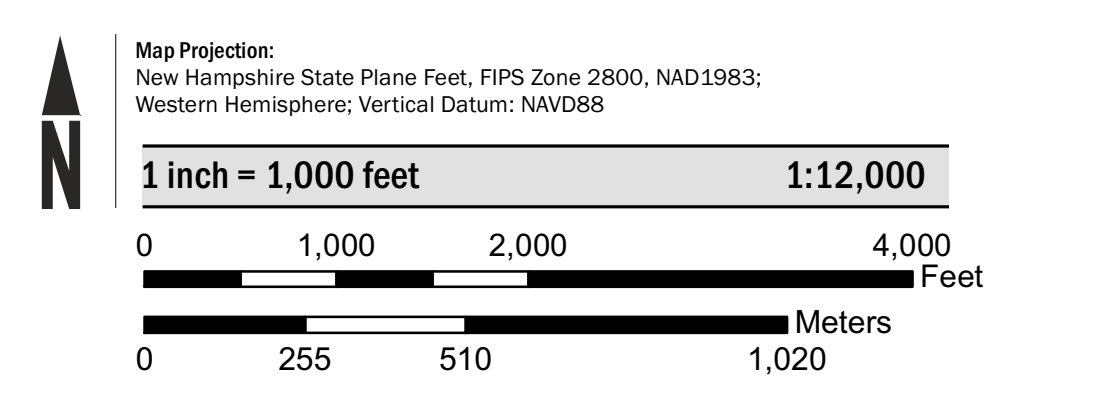 N
Map Projection:
New Hampshire State Plane Feet, FIPS Zone 2800, NAD1983;
Western Hemisphere; Vertical Datum: NAVD88
1 inch = 1,000 feet 1:12,000
0 1,000 2,000 4,000
Feet
Meters
0 255 510 1,020